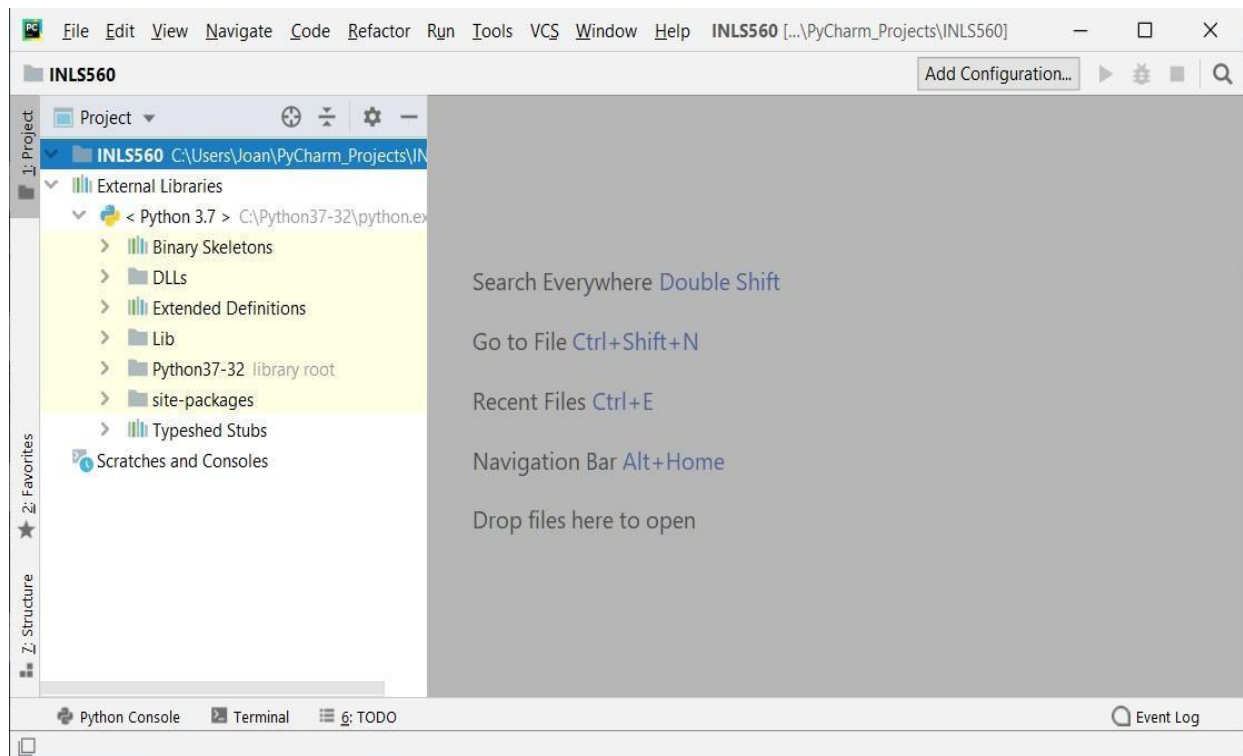 PC File Edit View Navigate Code Refactor Run Tools VCS Window Help INLS560 [...\PyCharm_Projects\INLS560]
INLS560 Add Configuration...
1: Project
Project
INLS560 C:\Users\Joan\PyCharm_Projects\IN
External Libraries
< Python 3.7 > C:\Python37-32\python.ex
Binary Skeletons
DLLs
Extended Definitions
Lib
Python37-32 library root
site-packages
Typeshed Stubs
Scratches and Consoles
Search Everywhere Double Shift
Go to File Ctrl+Shift+N
Recent Files Ctrl+E
Navigation Bar Alt+Home
Drop files here to open
2: Favorites
Z: Structure
Python Console Terminal 6: TODO Event Log